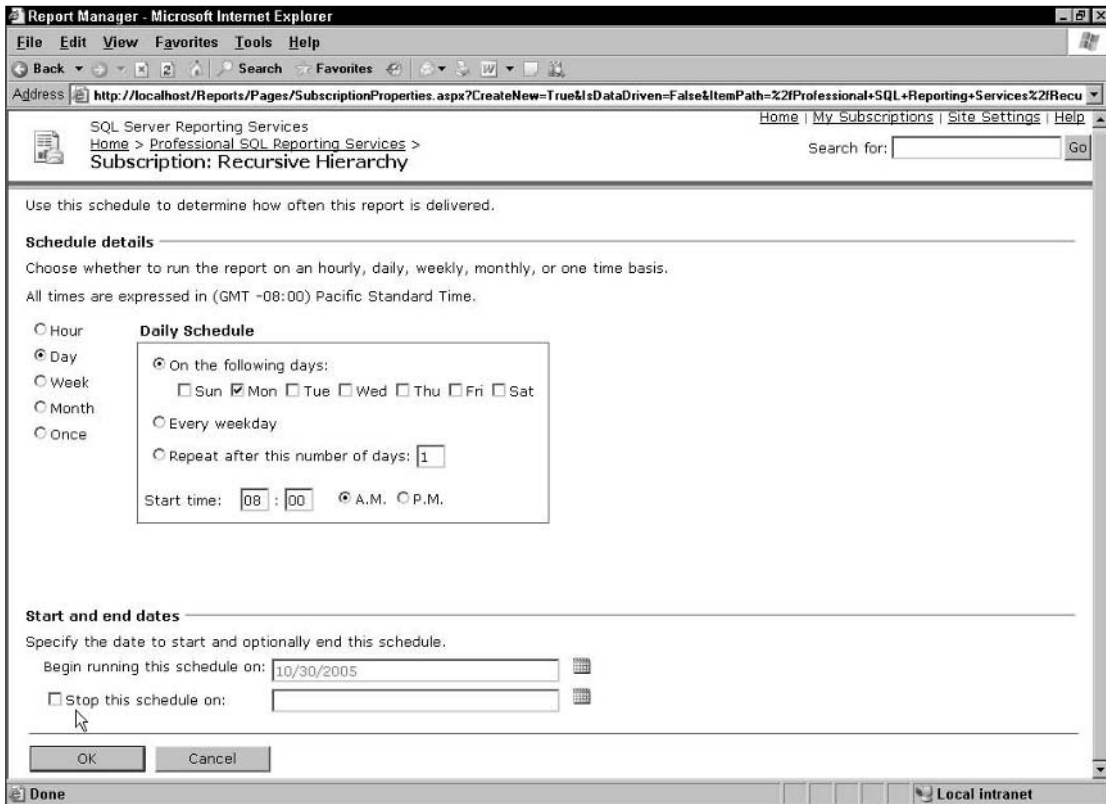 Report Manager - Microsoft Internet Explorer
File Edit View Favorites Tools Help
Back Search Favorites
Address http://localhost/Reports/Pages/SubscriptionProperties.aspx?CreateNew=True&IsDataDriven=False&ItemPath=%2fProfessional+SQL+Reporting+Services%2fRecu
SQL Server Reporting Services
Home | My Subscriptions | Site Settings | Help
Home > Professional SQL Reporting Services >
Subscription: Recursive Hierarchy
Search for: Go
Use this schedule to determine how often this report is delivered.
Schedule details
Choose whether to run the report on an hourly, daily, weekly, monthly, or one time basis.
All times are expressed in (GMT -08:00) Pacific Standard Time.
Hour
Day
Week
Month
Once
Daily Schedule
On the following days:
Sun Mon Tue Wed Thu Fri Sat
Every weekday
Repeat after this number of days: 1
Start time: 08 : 00 A.M. P.M.
Start and end dates
Specify the date to start and optionally end this schedule.
Begin running this schedule on: 10/30/2005
Stop this schedule on:
OK Cancel
Done Local intranet